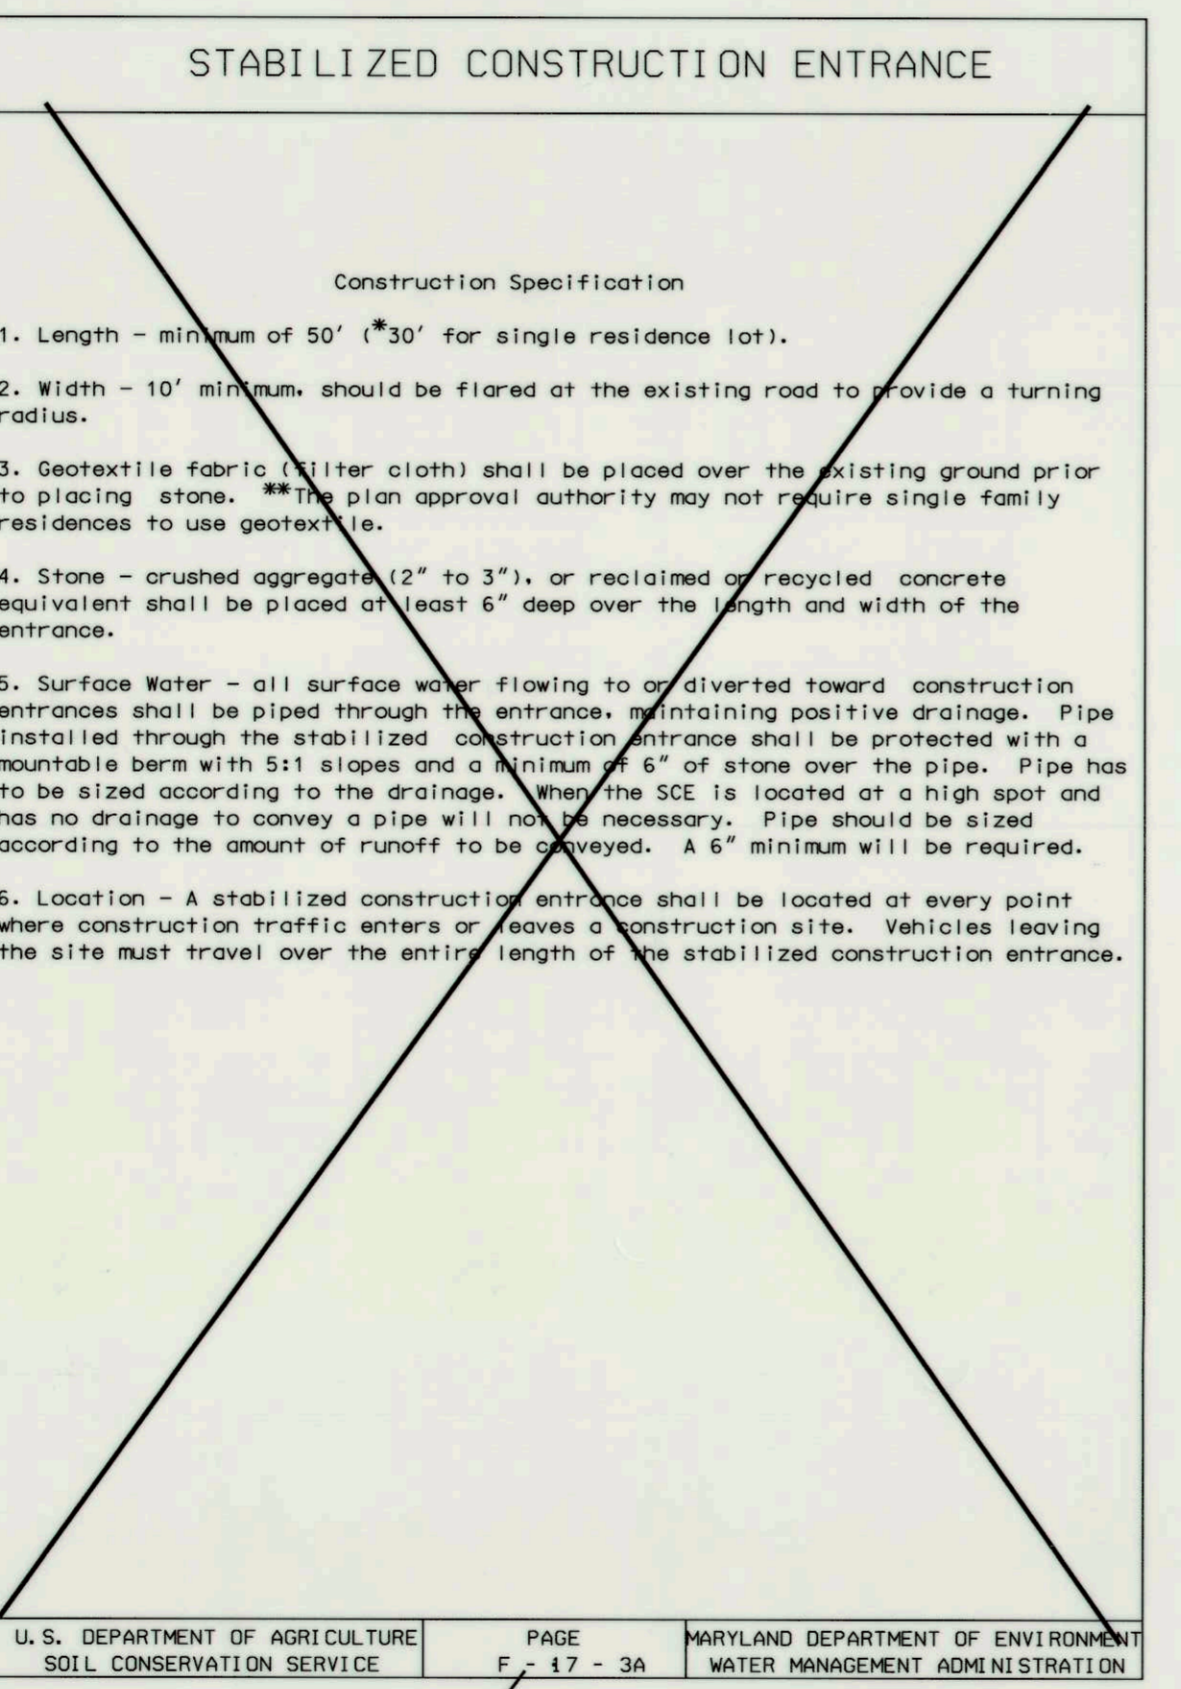 STABILIZED CONSTRUCTION ENTRANCE
Construction Specification
1. Length - minimum of 50' (*30' for single residence lot).
2. Width - 10' minimum, should be flared at the existing road to provide a turning
radius.
3. Geotextile fabric (filter cloth) shall be placed over the existing ground prior
to placing stone. **The plan approval authority may not require single family
residences to use geotextile.
4. Stone - crushed aggregate (2" to 3"), or reclaimed or recycled concrete
equivalent shall be placed at least 6" deep over the length and width of the
entrance.
5. Surface Water - all surface water flowing to or diverted toward construction
entrances shall be piped through the entrance, maintaining positive drainage. Pipe
installed through the stabilized construction entrance shall be protected with a
mountable berm with 5:1 slopes and a minimum of 6" of stone over the pipe. Pipe has
to be sized according to the drainage. When the SCE is located at a high spot and
has no drainage to convey a pipe will not be necessary. Pipe should be sized
according to the amount of runoff to be conveyed. A 6" minimum will be required.
6. Location - A stabilized construction entrance shall be located at every point
where construction traffic enters or leaves a construction site. Vehicles leaving
the site must travel over the entire length of the stabilized construction entrance.
U.S. DEPARTMENT OF AGRICULTURE
SOIL CONSERVATION SERVICE
PAGE
F - 17 - 3A
MARYLAND DEPARTMENT OF ENVIRONMENT
WATER MANAGEMENT ADMINISTRATION